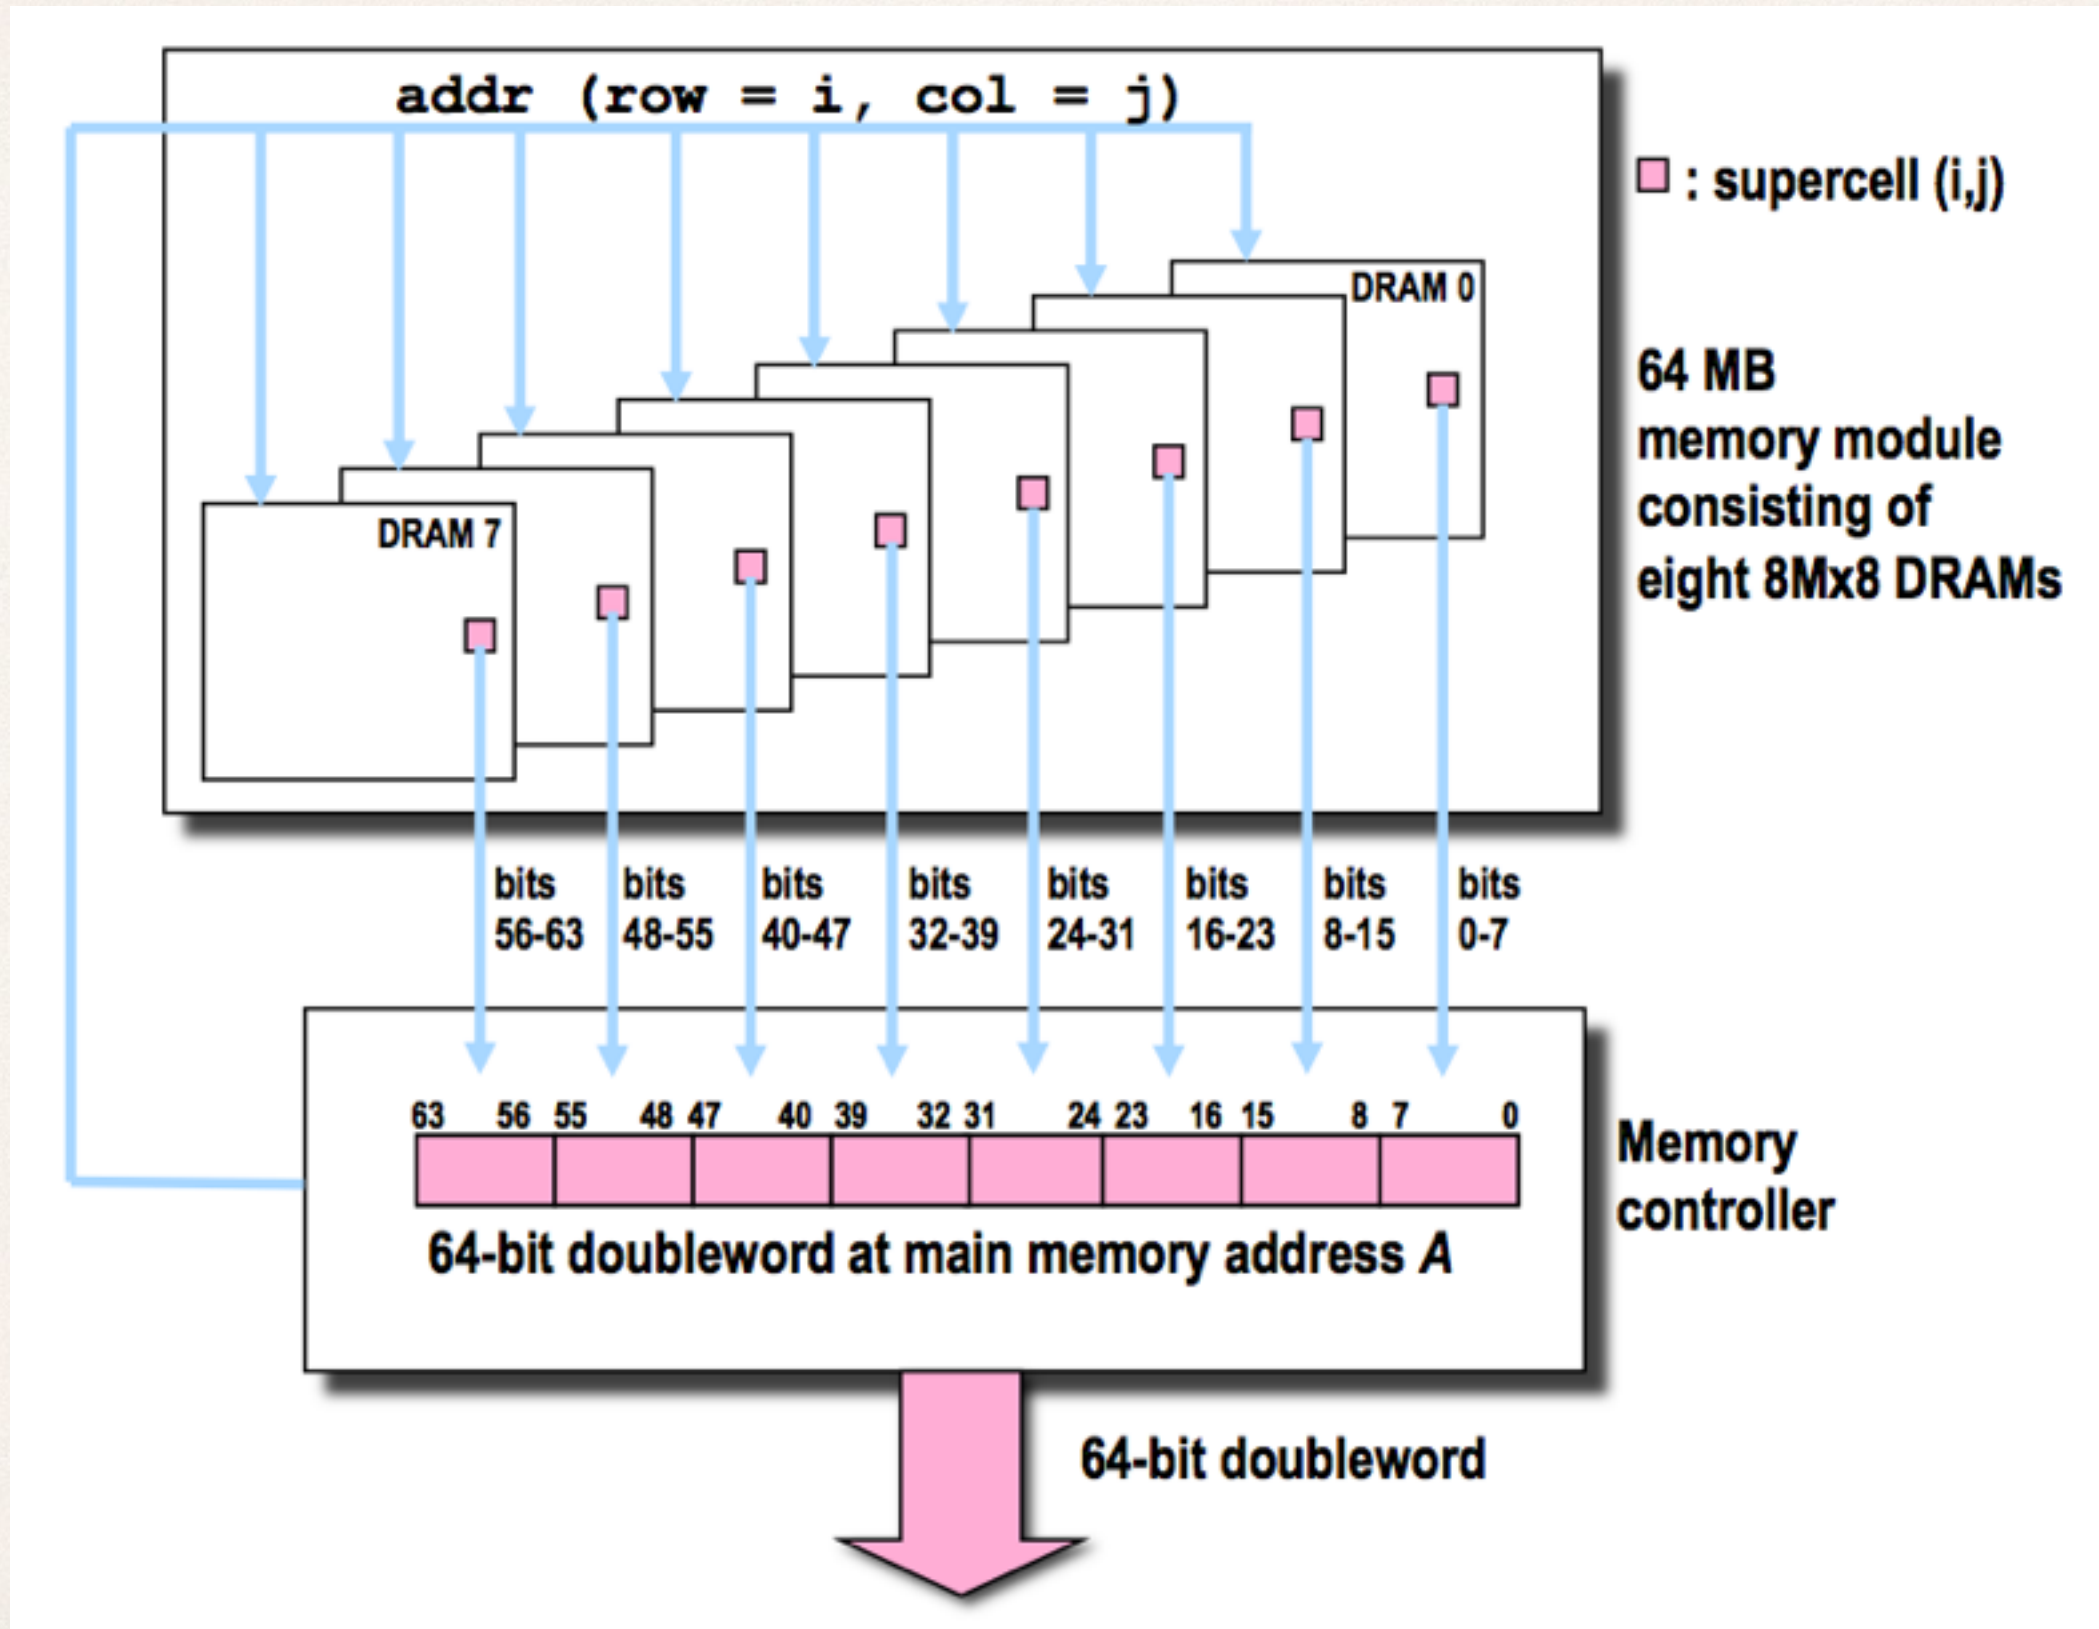 addr (row = i, col = j)
: supercell (i,j)
DRAM 0
64 MB
memory module
consisting of
eight 8Mx8 DRAMs
DRAM 7
bits
56-63
bits
48-55
bits
40-47
bits
32-39
bits
24-31
bits
16-23
bits
8-15
bits
0-7
63 56 55 48 47 40 39 32 31 24 23 16 15 8 7 0
64-bit doubleword at main memory address A
Memory
controller
64-bit doubleword